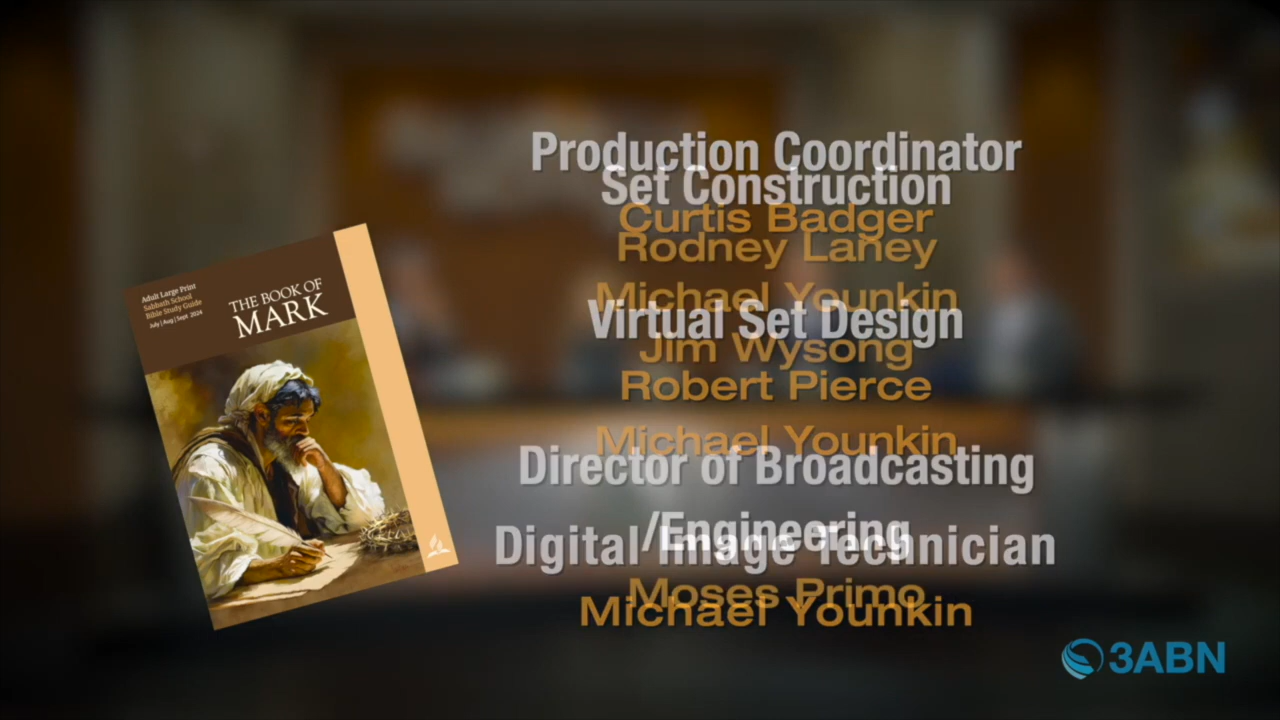 Production Coordinator
Set Construction
Curtis Badger
Rodney Laney
Michael Younkin
Virtual Set Design
Jim Wysong
Robert Pierce
Michael Younkin
Director of Broadcasting
/Engineering
Digital Image Technician
Moses Primo
Michael Younkin
Adult Large Print
Sabbath School
Bible Study Guide
July | Aug | Sept 2024
THE BOOK OF
MARK
3ABN